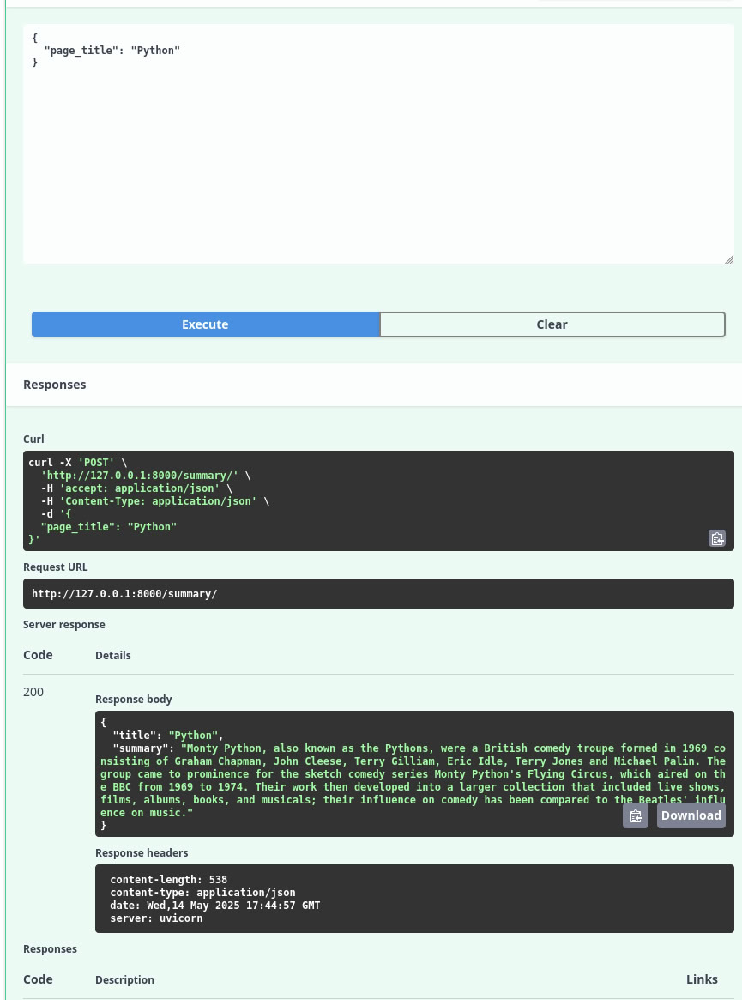 {
  "page_title": "Python"
}
Execute
Clear
Responses
Curl
curl -X 'POST' \
  'http://127.0.0.1:8000/summary/' \
  -H 'accept: application/json' \
  -H 'Content-Type: application/json' \
  -d '{
  "page_title": "Python"
}'
Request URL
http://127.0.0.1:8000/summary/
Server response
Code Details
200
Response body
{
  "title": "Python",
  "summary": "Monty Python, also known as the Pythons, were a British comedy troupe formed in 1969 co
nsisting of Graham Chapman, John Cleese, Terry Gilliam, Eric Idle, Terry Jones and Michael Palin. The
group came to prominence for the sketch comedy series Monty Python's Flying Circus, which aired on th
e BBC from 1969 to 1974. Their work then developed into a larger collection that included live shows,
films, albums, books, and musicals; their influence on comedy has been compared to the Beatles' influ
ence on music."
}
Download
Response headers
content-length: 538
content-type: application/json
date: Wed,14 May 2025 17:44:57 GMT
server: uvicorn
Responses
Code Description Links